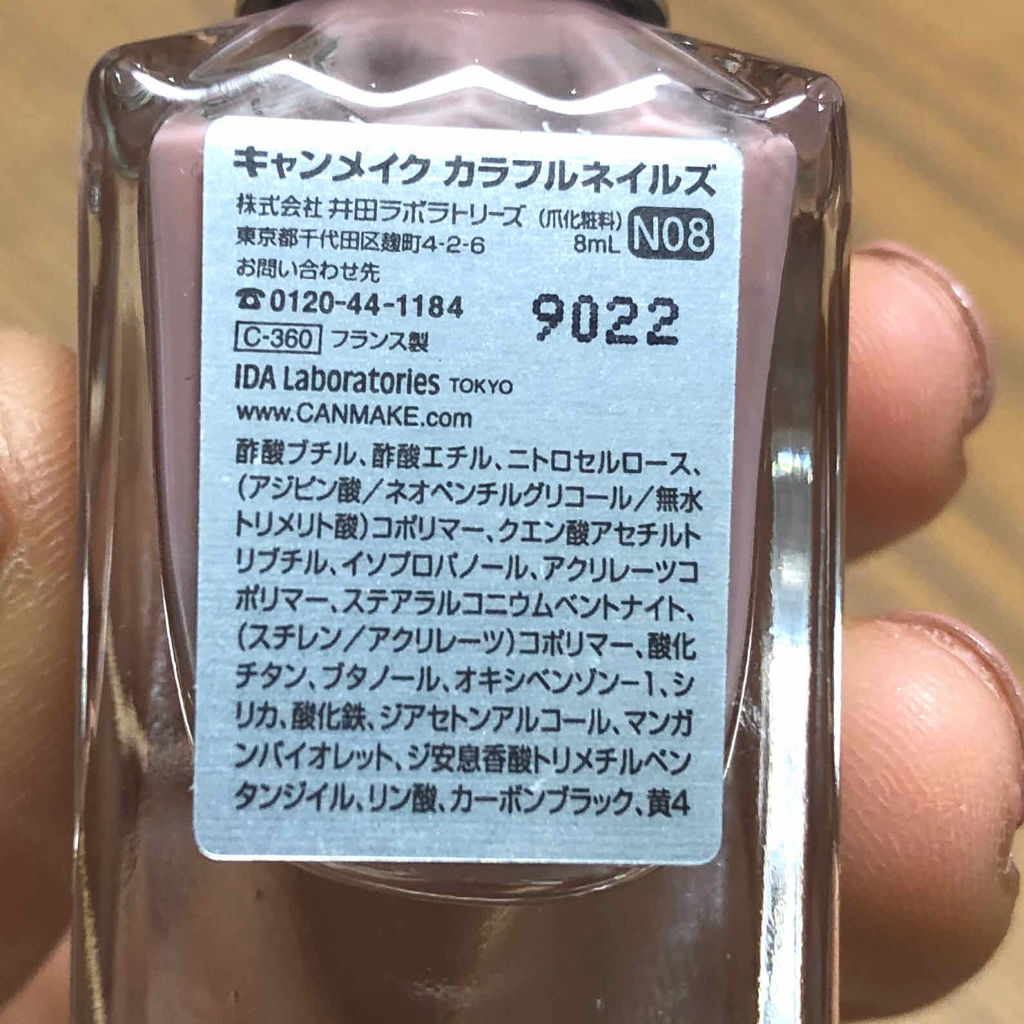 キャンメイク カラフルネイルズ
株式会社 井田ラボラトリーズ (爪化粧料)
東京都千代田区麹町4-2-6 8mL N08
お問い合わせ先
☎0120-44-1184 9022
C-360 フランス製
IDA Laboratories TOKYO
www.CANMAKE.com
酢酸ブチル、酢酸エチル、ニトロセルロース、
(アジピン酸/ネオペンチルグリコール/無水
トリメリト酸)コポリマー、クエン酸アセチルト
リブチル、イソプロパノール、アクリレーツコ
ポリマー、ステアラルコニウムベントナイト、
(スチレン/アクリレーツ)コポリマー、酸化
チタン、ブタノール、オキシベンゾン-1、シ
リカ、酸化鉄、ジアセトンアルコール、マンガ
ンバイオレット、ジ安息香酸トリメチルペン
タンジイル、リン酸、カーボンブラック、黄4